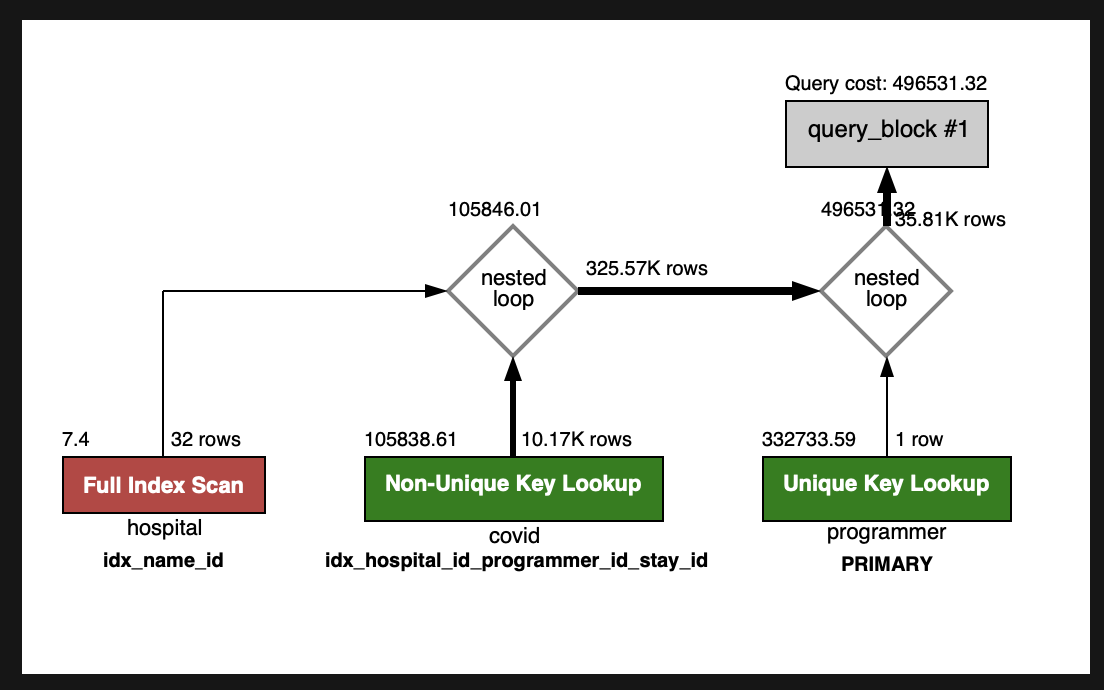 Query cost: 496531.32
query_block #1
105846.01
496531.32
35.81K rows
nested
loop
325.57K rows
nested
loop
7.4
32 rows
105838.61
10.17K rows
332733.59
1 row
Full Index Scan
Non-Unique Key Lookup
Unique Key Lookup
hospital
covid
programmer
idx_name_id
idx_hospital_id_programmer_id_stay_id
PRIMARY